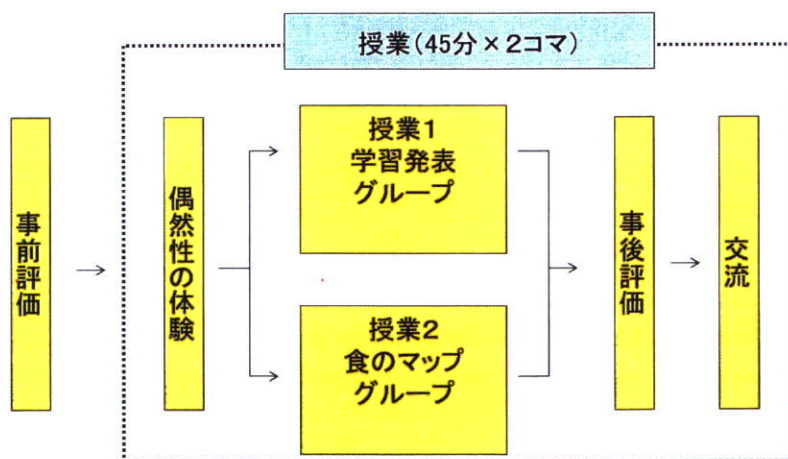 授業(45分×2コマ)
事前評価
偶然性の体験
授業1
学習発表
グループ
授業2
食のマップ
グループ
事後評価
交流